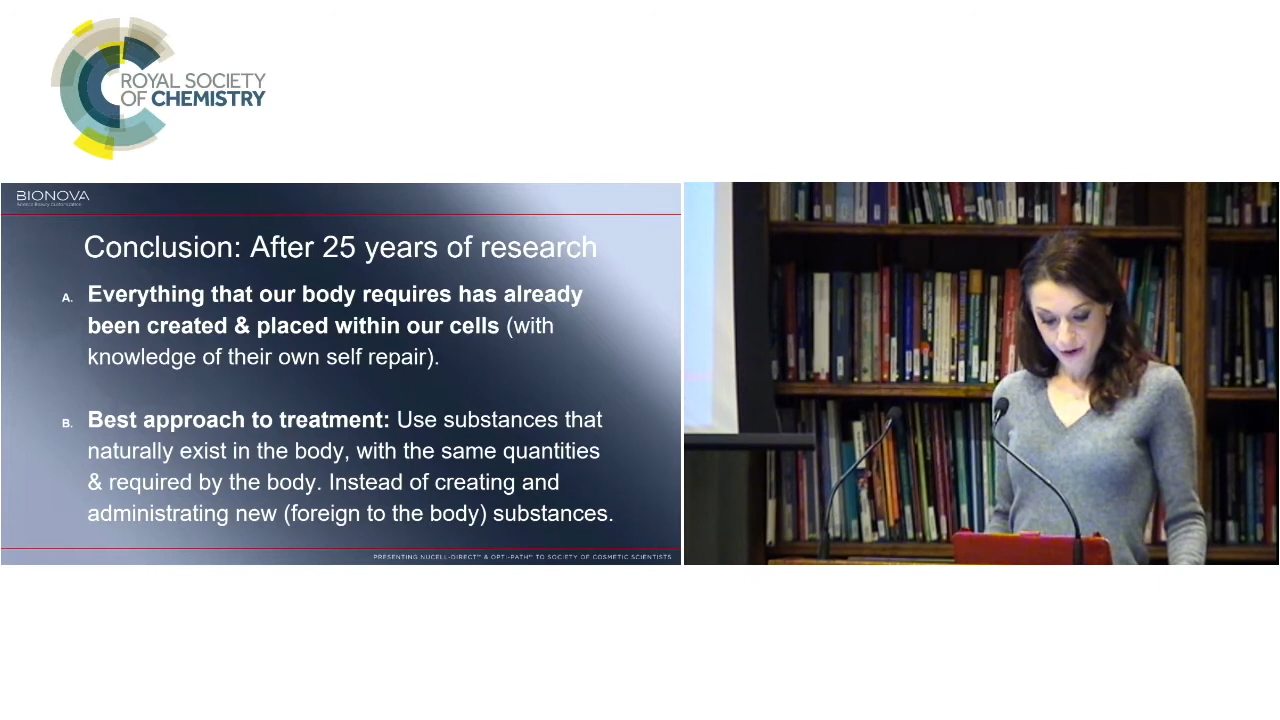 ROYAL SOCIETY
OF CHEMISTRY
BIONOVA
Conclusion: After 25 years of research
A. Everything that our body requires has already
been created & placed within our cells (with
knowledge of their own self repair).
B. Best approach to treatment: Use substances that
naturally exist in the body, with the same quantities
& required by the body. Instead of creating and
administrating new (foreign to the body) substances.
PRESENTING NUCELL-DIRECT™ & OPTI-PATH™ TO SOCIETY OF COSMETIC SCIENTISTS